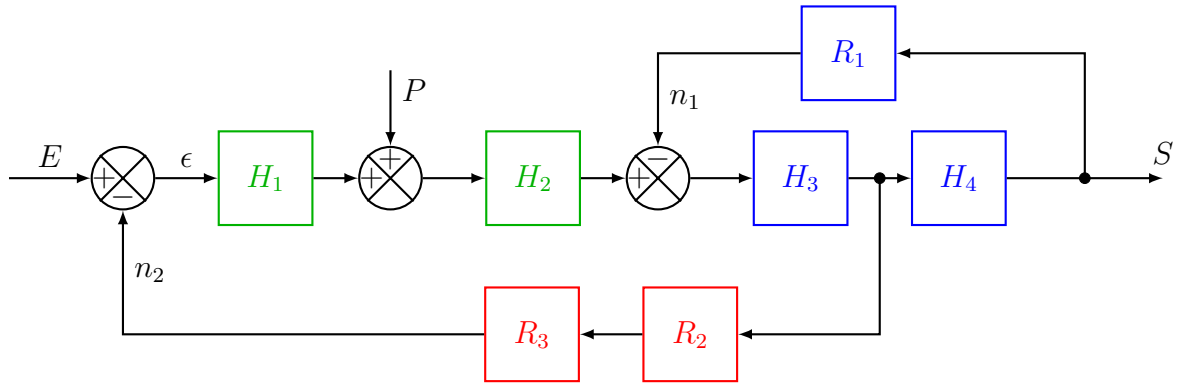 R₁
P
n₁
E
ϵ
S
+
−
H₁
+
+
H₂
+
−
H₃
H₄
n₂
R₃
R₂